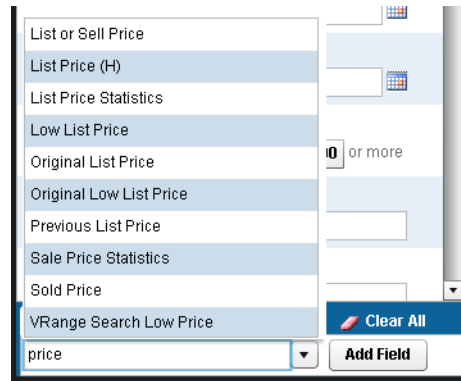 List or Sell Price
List Price (H)
List Price Statistics
Low List Price
Original List Price
Original Low List Price
Previous List Price
Sale Price Statistics
Sold Price
VRange Search Low Price
or more
Clear All
price
Add Field